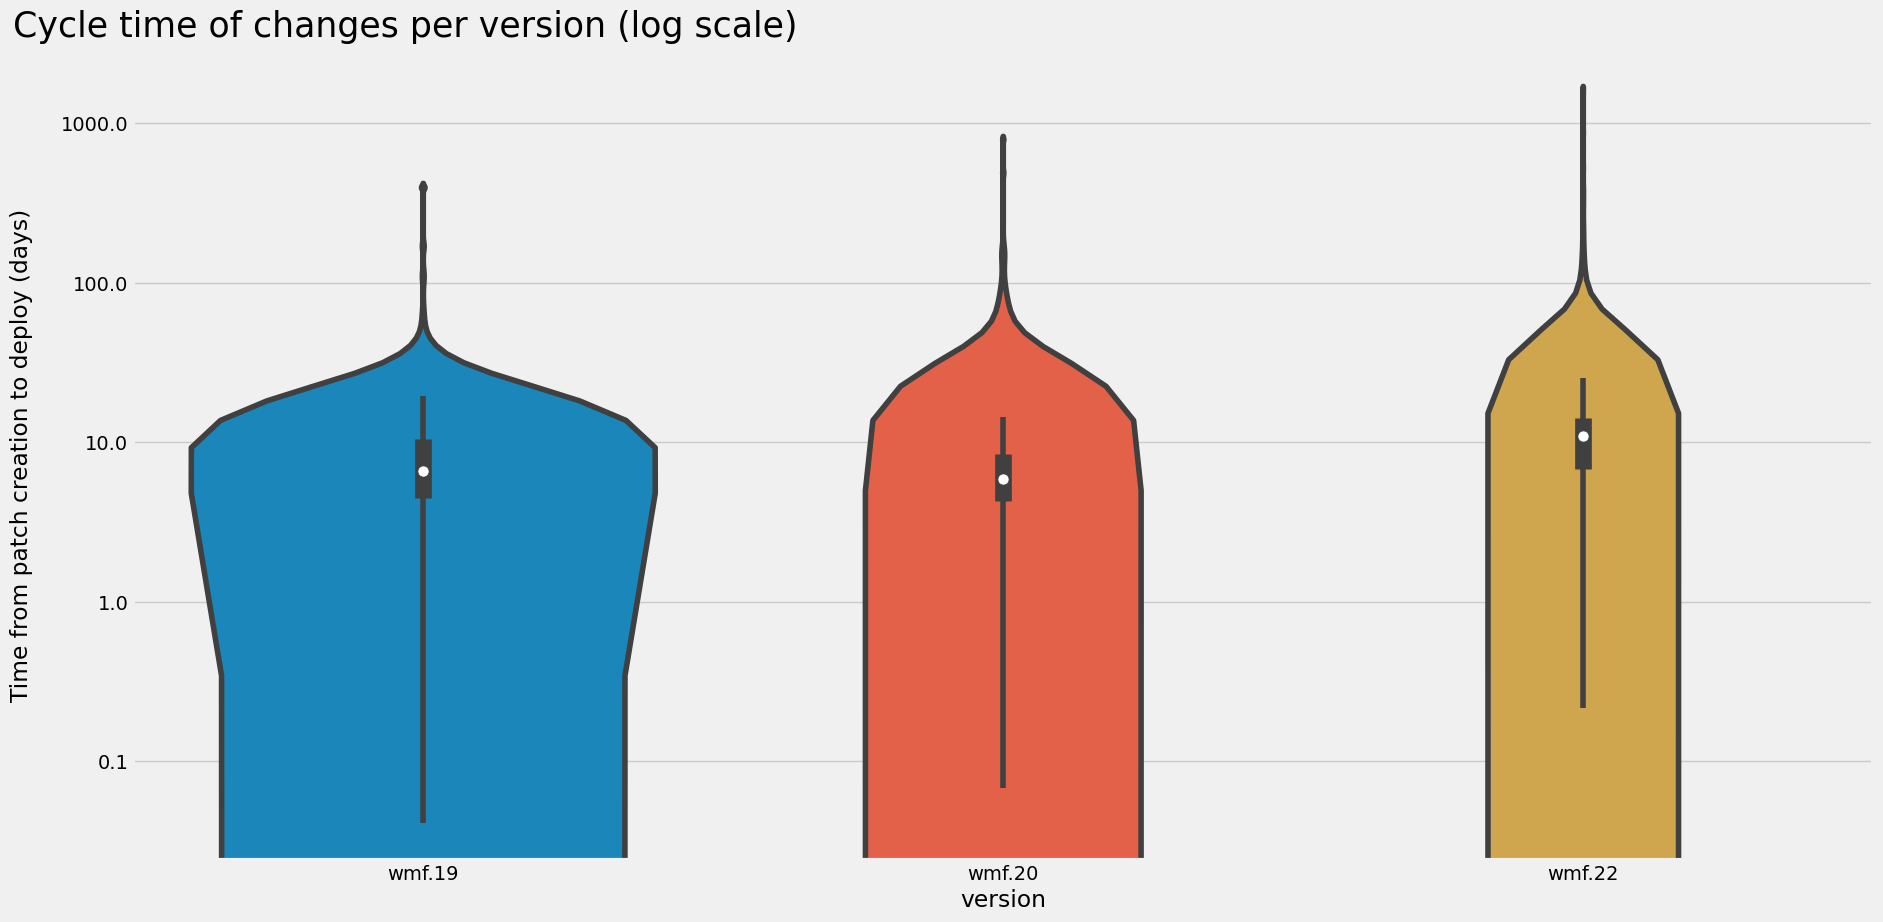 Cycle time of changes per version (log scale)
Time from patch creation to deploy (days)
1000.0
100.0
10.0
1.0
0.1
wmf.19 wmf.20 wmf.22
version